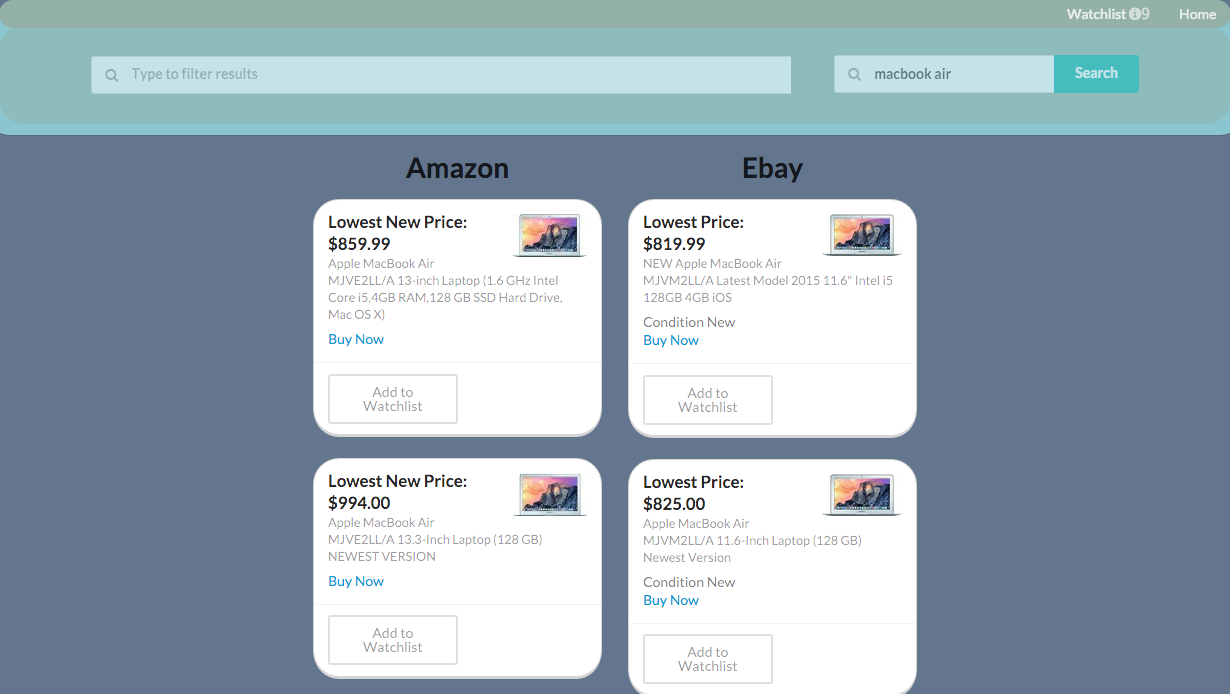 Watchlist 9 Home
Type to filter results
macbook air
Search
Amazon
Lowest New Price:
$859.99
Apple MacBook Air
MJVE2LL/A 13-inch Laptop (1.6 GHz Intel
Core i5,4GB RAM,128 GB SSD Hard Drive,
Mac OS X)
Buy Now
Add to
Watchlist
Lowest New Price:
$994.00
Apple MacBook Air
MJVE2LL/A 13.3-Inch Laptop (128 GB)
NEWEST VERSION
Buy Now
Add to
Watchlist
Ebay
Lowest Price:
$819.99
NEW Apple MacBook Air
MJVM2LL/A Latest Model 2015 11.6" Intel i5
128GB 4GB iOS
Condition New
Buy Now
Add to
Watchlist
Lowest Price:
$825.00
Apple MacBook Air
MJVM2LL/A 11.6-Inch Laptop (128 GB)
Newest Version
Condition New
Buy Now
Add to
Watchlist